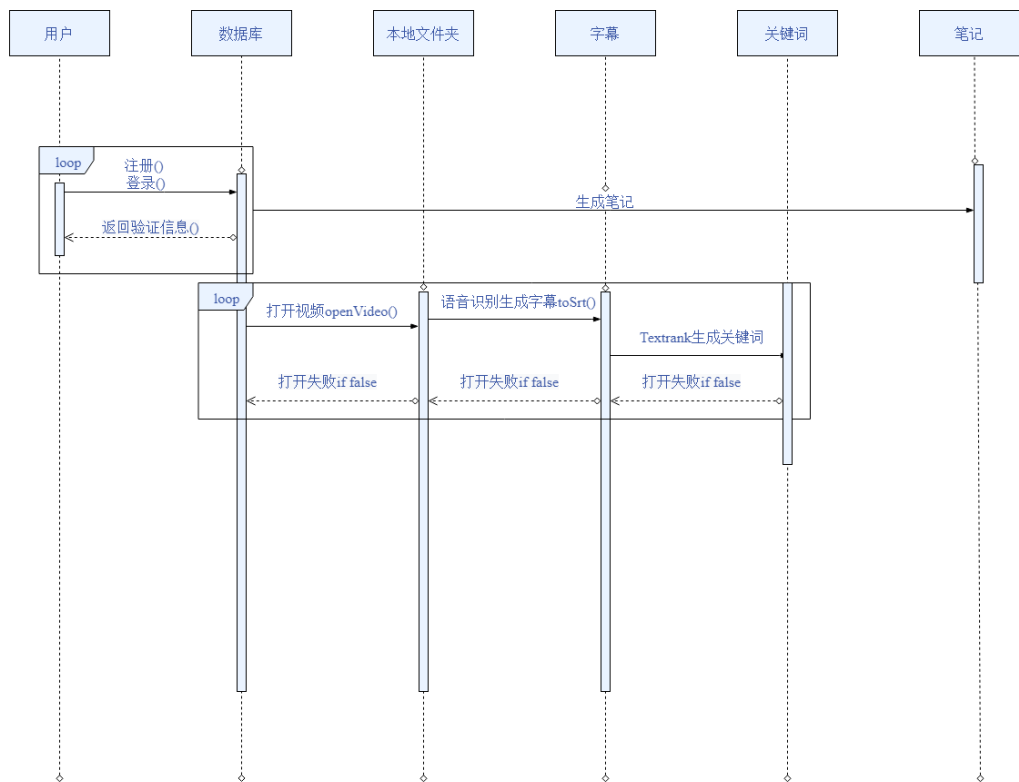 用户
数据库
本地文件夹
字幕
关键词
笔记
loop
注册()
登录()
生成笔记
返回验证信息()
loop
打开视频openVideo()
语音识别生成字幕toSrt()
Textrank生成关键词
打开失败if false
打开失败if false
打开失败if false